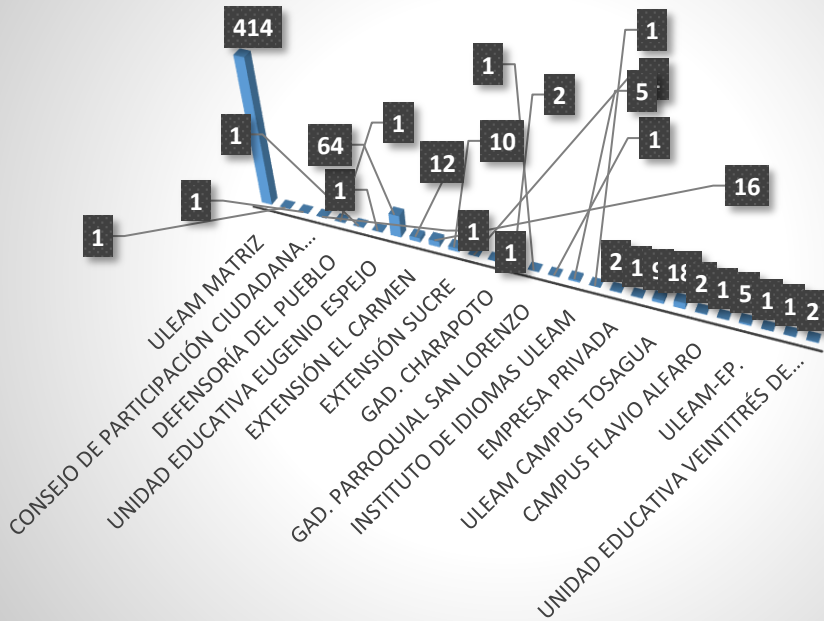 414
1
1
1
64
1
1
12
10
1
2
1
5
1
16
1
1
2
1
18
2
1
5
1
1
2
ULEAM MATRIZ
CONSEJO DE PARTICIPACIÓN CIUDADANA...
DEFENSORÍA DEL PUEBLO
UNIDAD EDUCATIVA EUGENIO ESPEJO
EXTENSIÓN EL CARMEN
EXTENSIÓN SUCRE
GAD. CHARAPOTO
GAD. PARROQUIAL SAN LORENZO
INSTITUTO DE IDIOMAS ULEAM
EMPRESA PRIVADA
ULEAM CAMPUS TOSAGUA
CAMPUS FLAVIO ALFARO
ULEAM-EP.
UNIDAD EDUCATIVA VEINTITRÉS DE...